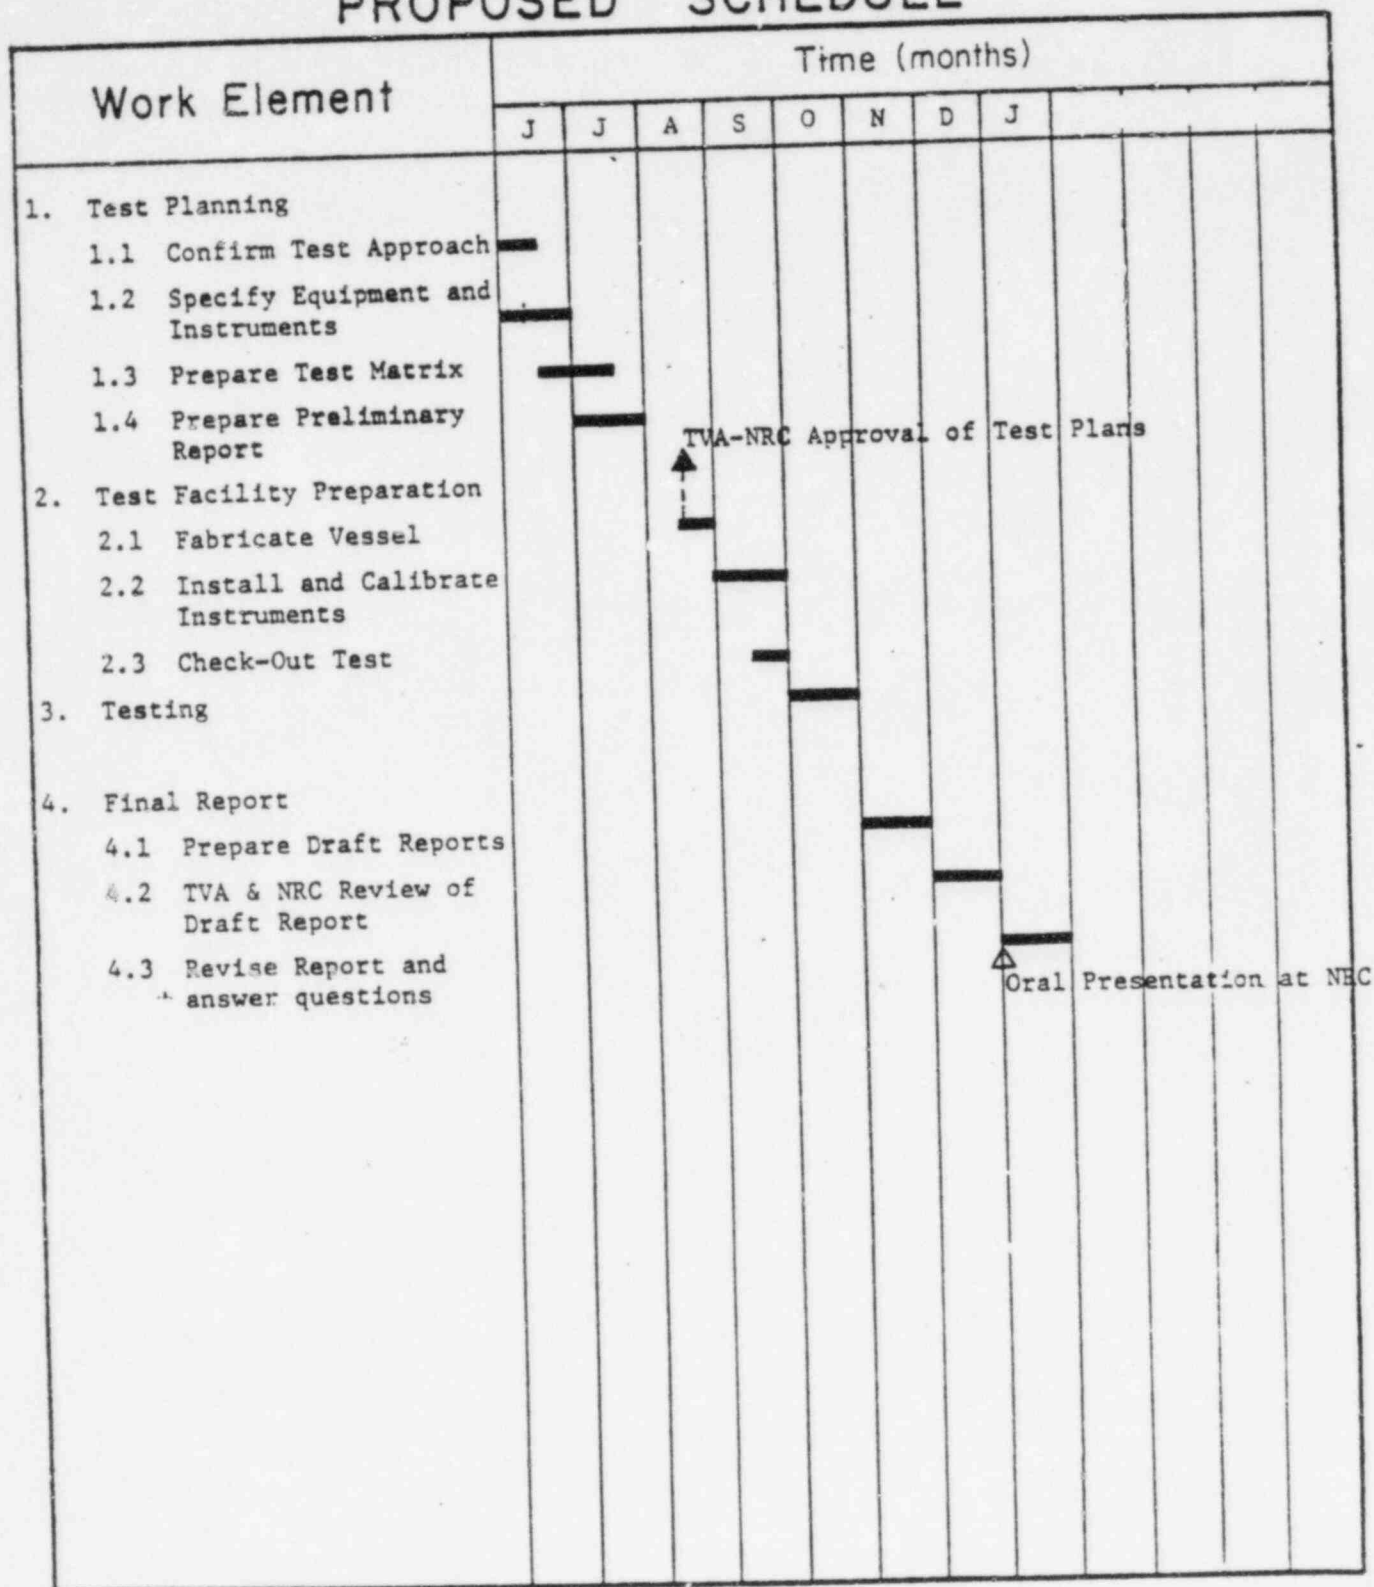 PROPOSED SCHEDULE
Work Element
Time (months)
J J A S O N D J
1. Test Planning
1.1 Confirm Test Approach
1.2 Specify Equipment and
Instruments
1.3 Prepare Test Matrix
1.4 Prepare Preliminary
Report
TVA-NRC Approval of Test Plans
2. Test Facility Preparation
2.1 Fabricate Vessel
2.2 Install and Calibrate
Instruments
2.3 Check-Out Test
3. Testing
4. Final Report
4.1 Prepare Draft Reports
4.2 TVA & NRC Review of
Draft Report
4.3 Revise Report and
answer questions
Oral Presentation at NRC